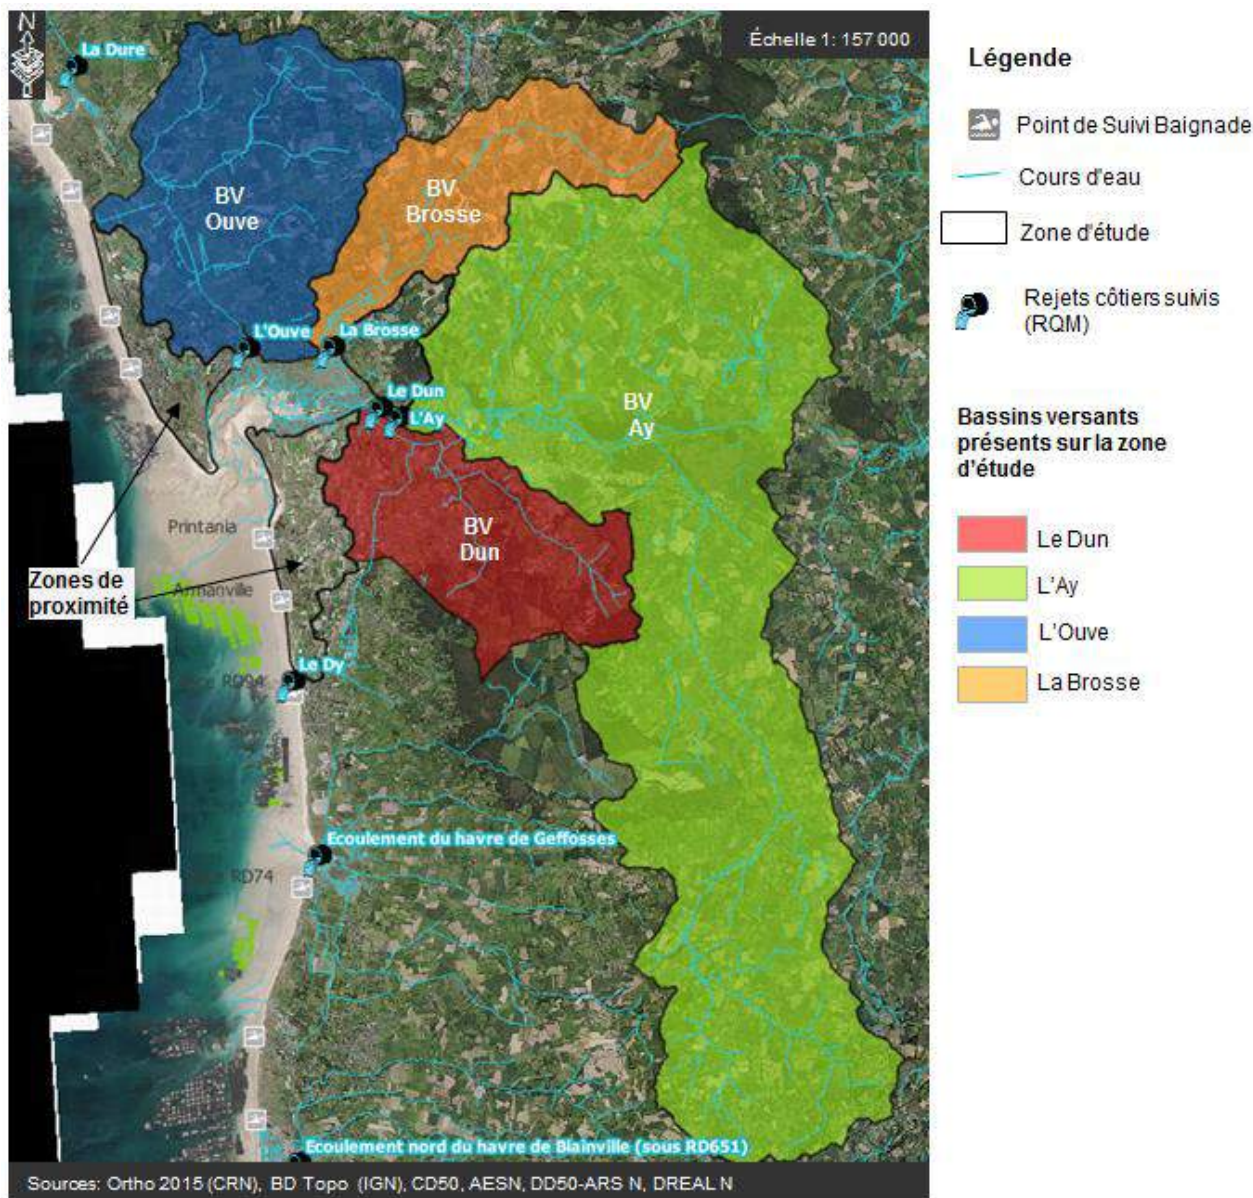 N
La Dure
Échelle 1: 157 000
BV
Ouve
BV
Brosse
L'Ouve
La Brosse
Le Dun
L'Ay
BV
Ay
Printania
BV
Dun
Zones de
proximité
Armanville
Le Dy
RD94
Ecoulement du havre de Geffosses
RD74
Ecoulement nord du havre de Blainville (sous RD651)
Sources: Ortho 2015 (CRN), BD Topo (IGN), CD50, AESN, DD50-ARS N, DREAL N
Légende
Point de Suivi Baignade
Cours d'eau
Zone d'étude
Rejets côtiers suivis
(RQM)
Bassins versants
présents sur la zone
d'étude
Le Dun
L'Ay
L'Ouve
La Brosse